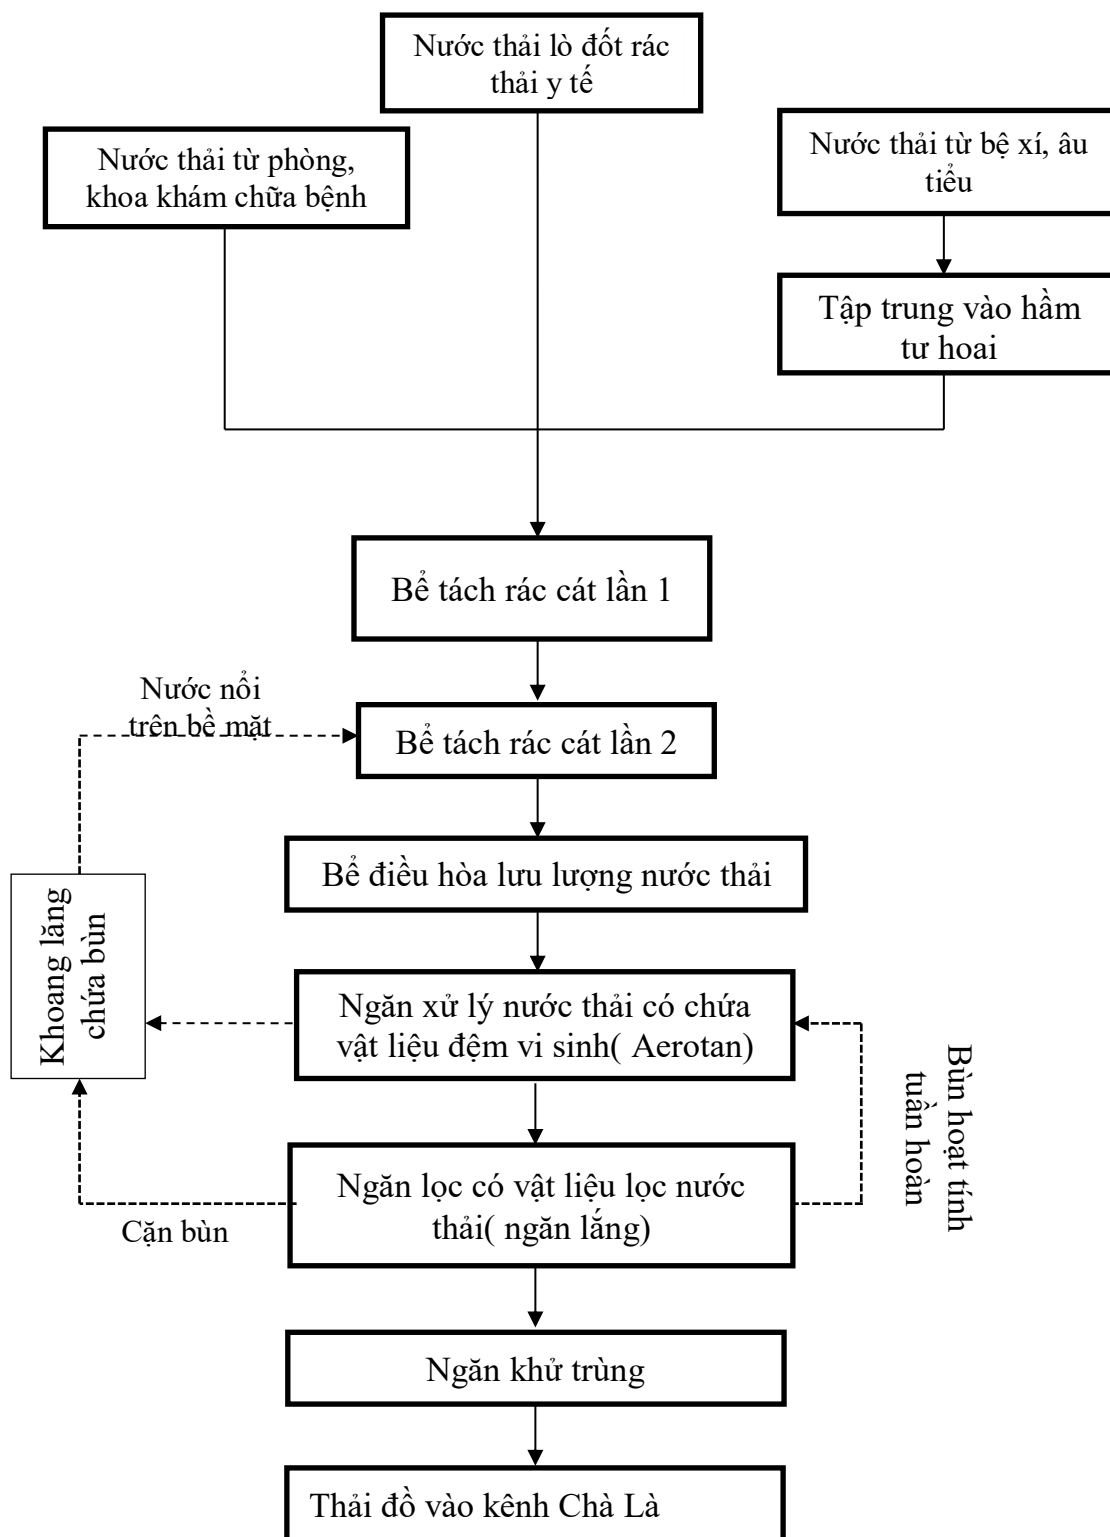 Nước thải lò đốt rác
thải y tế
Nước thải từ phòng,
khoa khám chữa bệnh
Nước thải từ bệ xí, âu
tiểu
Tập trung vào hầm
tư hoai
Bể tách rác cát lần 1
Nước nổi
trên bề mặt
Bể tách rác cát lần 2
Bể điều hòa lưu lượng nước thải
Khoang lăng
chứa bùn
Ngăn xử lý nước thải có chứa
vật liệu đệm vi sinh( Aerotan)
Bùn hoạt tính
tuần hoàn
Ngăn lọc có vật liệu lọc nước
thải( ngăn lắng)
Cặn bùn
Ngăn khử trùng
Thải đồ vào kênh Chà Là